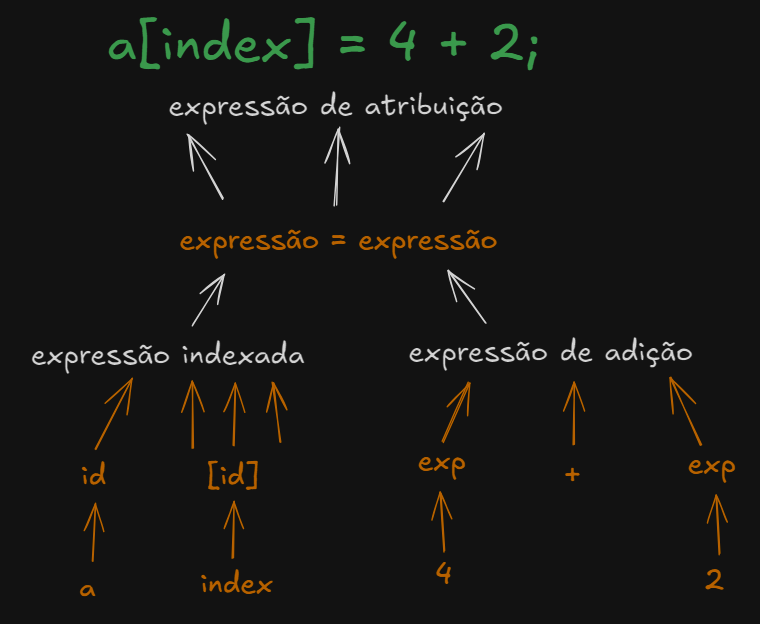 a[index] = 4 + 2;
expressão de atribuição
expressão = expressão
expressão indexada
expressão de adição
id
[id]
exp
+
exp
a
index
4
2